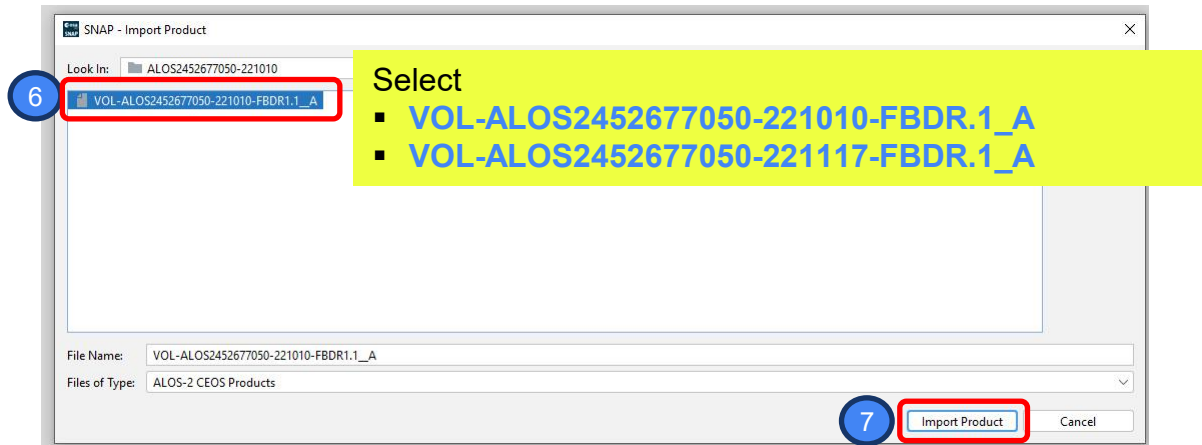 esa
SNAP
SNAP - Import Product
Look In: ALOS2452677050-221010
6
VOL-ALOS2452677050-221010-FBDR1.1__A
Select
▪ VOL-ALOS2452677050-221010-FBDR.1_A
▪ VOL-ALOS2452677050-221117-FBDR.1_A
File Name: VOL-ALOS2452677050-221010-FBDR1.1__A
Files of Type: ALOS-2 CEOS Products
7
Import Product Cancel